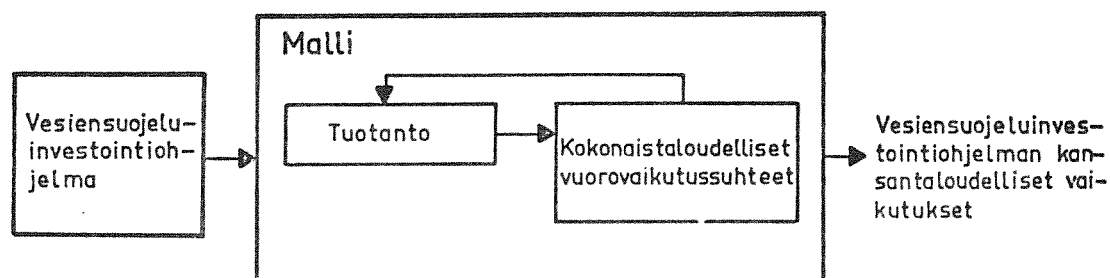 Malli
Vesiensuojelu-
investointioh-
jelma
Tuotanto
Kokonaistaloudelliset
vuorovaikutussuhteet
Vesiensuojeluinves-
tointiohjelman kan-
santaloudelliset vai-
kutukset